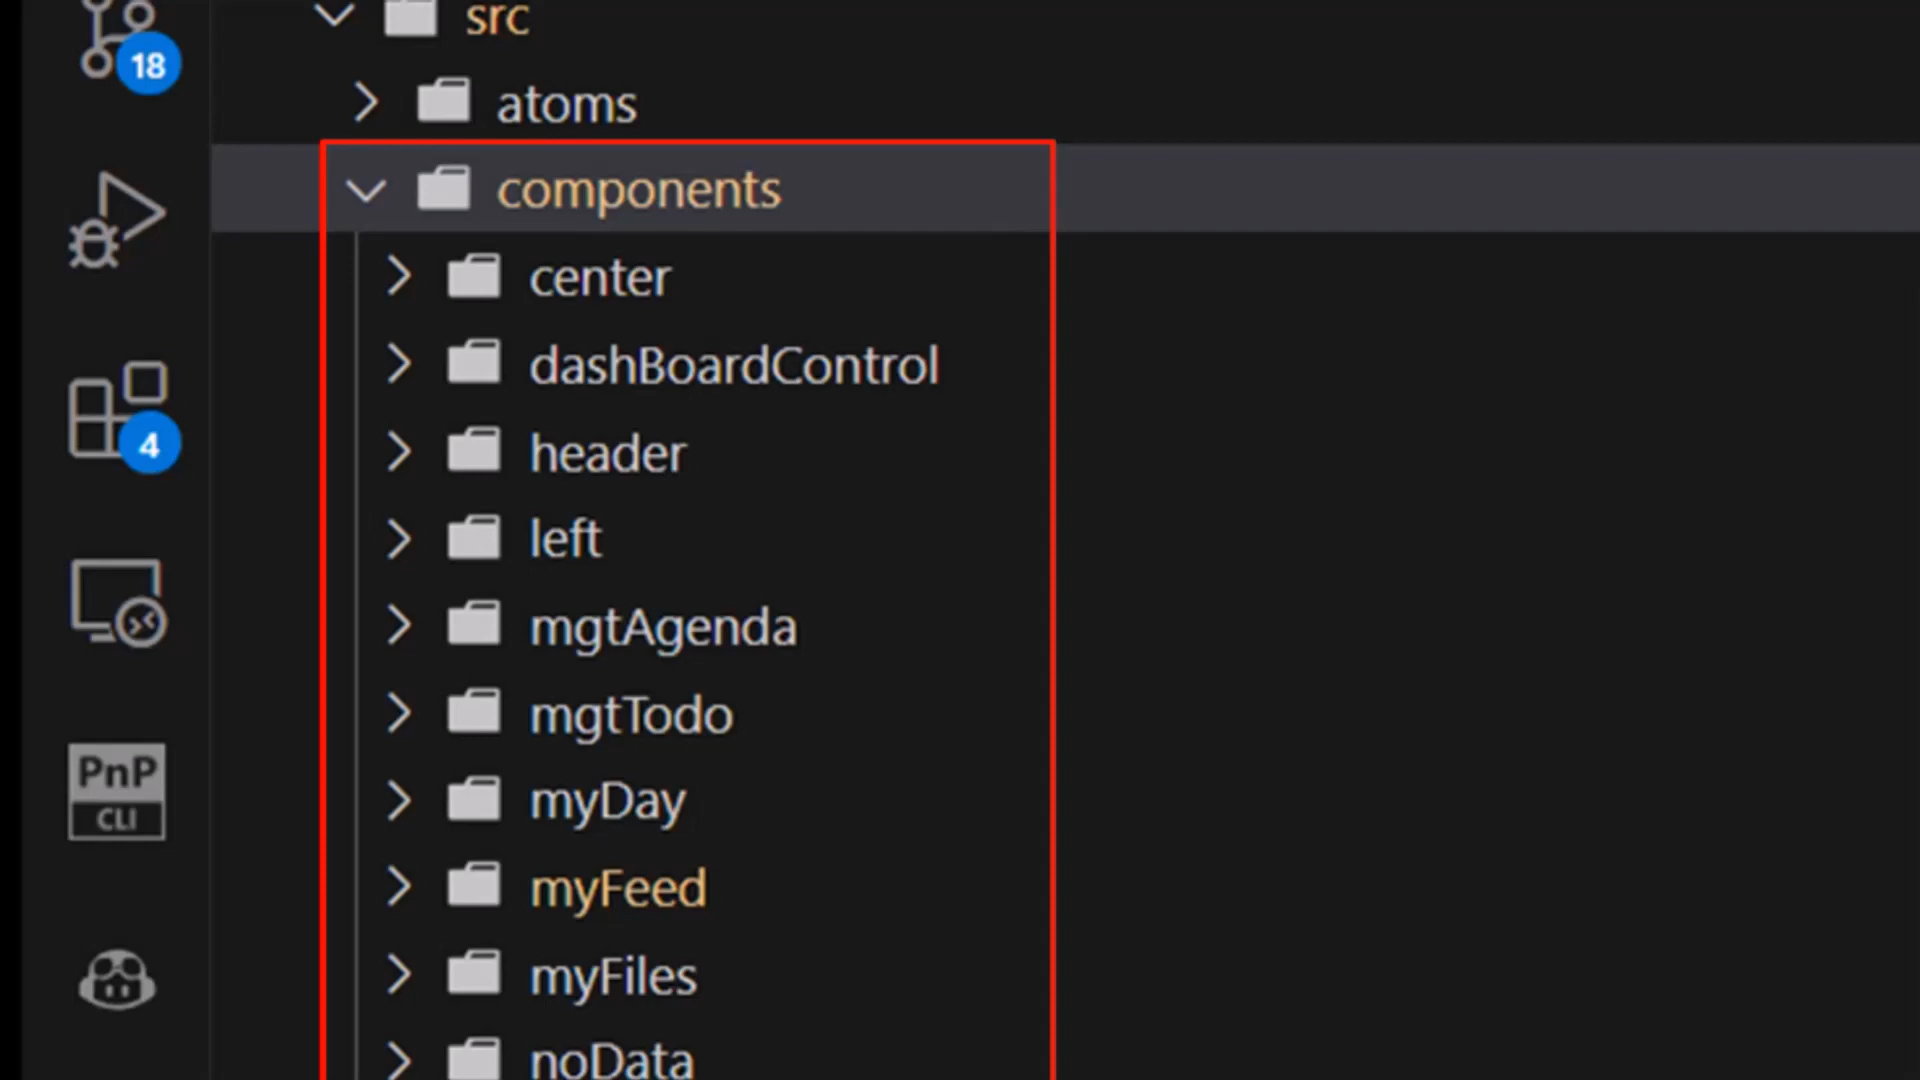 src
18
atoms
components
center
dashBoardControl
header
4
left
mgtAgenda
mgtTodo
PnP
CLI
myDay
myFeed
myFiles
noData